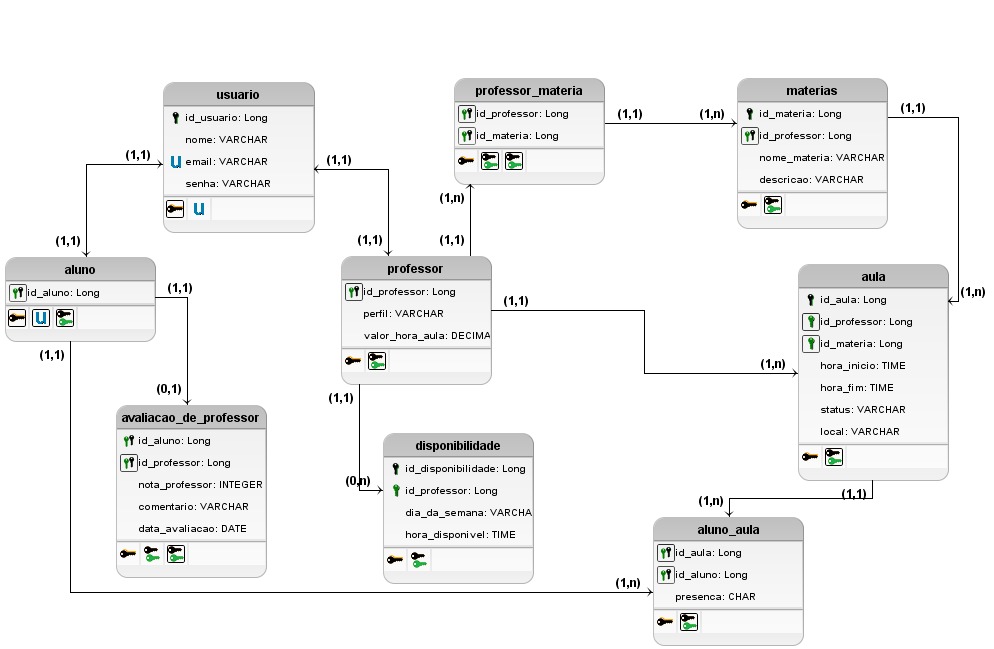 usuario
id_usuario: Long
nome: VARCHAR
U email: VARCHAR
senha: VARCHAR
U
professor_materia
id_professor: Long
id_materia: Long
(1,1)
(1,n)
materias
id_materia: Long
id_professor: Long
nome_materia: VARCHAR
descricao: VARCHAR
(1,1)
(1,1)
(1,1)
(1,n)
(1,1)
(1,1)
(1,1)
aluno
id_aluno: Long
U
(1,1)
professor
id_professor: Long
perfil: VARCHAR
valor_hora_aula: DECIMA
(1,1)
(1,n)
aula
id_aula: Long
id_professor: Long
id_materia: Long
hora_inicio: TIME
hora_fim: TIME
status: VARCHAR
local: VARCHAR
(1,n)
(1,1)
(0,1)
avaliacao_de_professor
id_aluno: Long
id_professor: Long
nota_professor: INTEGER
comentario: VARCHAR
data_avaliacao: DATE
(1,1)
(0,n)
disponibilidade
id_disponibilidade: Long
id_professor: Long
dia_da_semana: VARCHA
hora_disponivel: TIME
(1,1)
(1,n)
aluno_aula
id_aula: Long
id_aluno: Long
presenca: CHAR
(1,n)